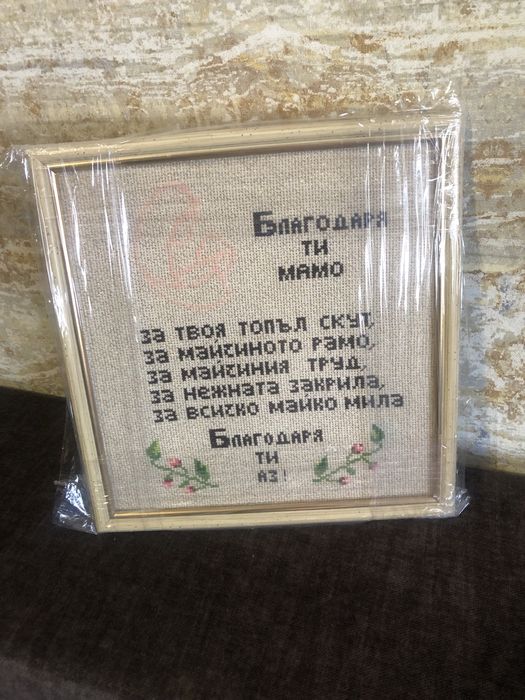 Благодаря
ти
мамо
за твоя топъл скут,
за майчиното рамо,
за майчиния труд,
за нежната закрила,
за всичко майко мила
Благодаря
ти
аз!